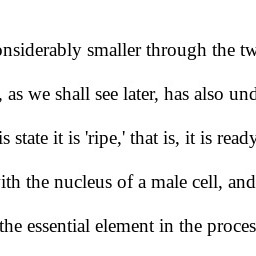 onsiderably smaller through the tw
, as we shall see later, has also und
is state it is 'ripe,' that is, it is ready
ith the nucleus of a male cell, and
the essential element in the proces